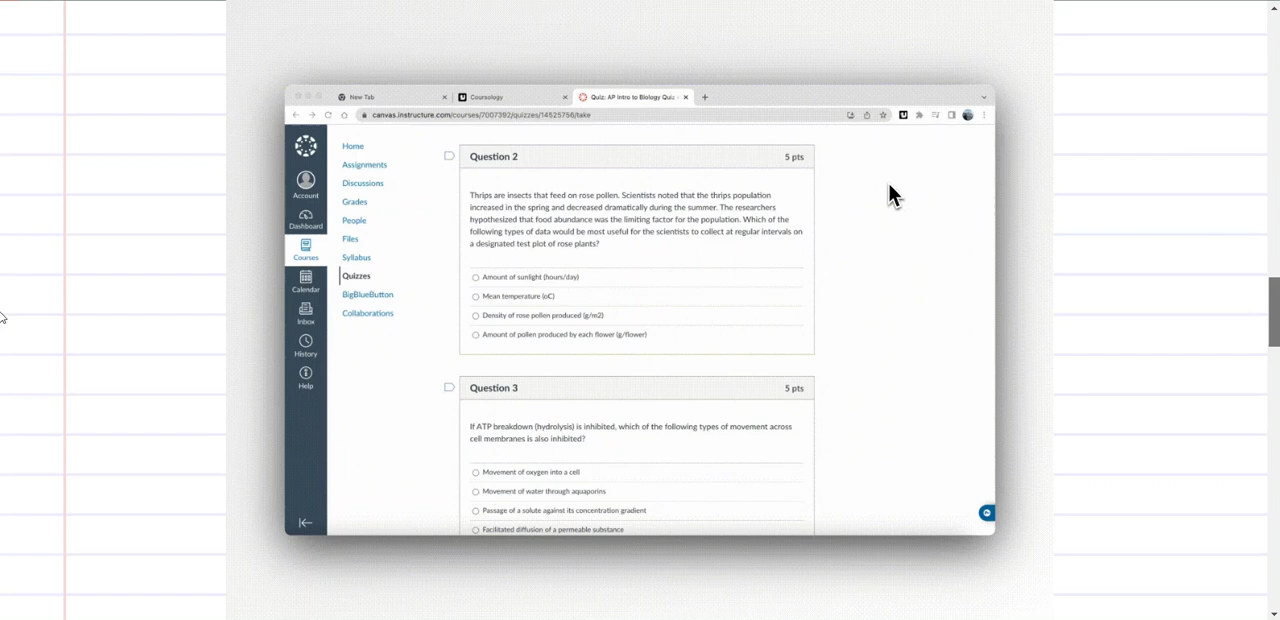 New Tab
Coursology
Quiz: AP Intro to Biology Quiz
canvas.instructure.com/courses/7007392/quizzes/14525756/take
Account
Dashboard
Courses
Calendar
Inbox
History
Help
Home
Assignments
Discussions
Grades
People
Files
Syllabus
Quizzes
BigBlueButton
Collaborations
Question 2
5 pts
Thrips are insects that feed on rose pollen. Scientists noted that the thrips population
increased in the spring and decreased dramatically during the summer. The researchers
hypothesized that food abundance was the limiting factor for the population. Which of the
following types of data would be most useful for the scientists to collect at regular intervals on
a designated test plot of rose plants?
Amount of sunlight (hours/day)
Mean temperature (oC)
Density of rose pollen produced (g/m2)
Amount of pollen produced by each flower (g/flower)
Question 3
5 pts
If ATP breakdown (hydrolysis) is inhibited, which of the following types of movement across
cell membranes is also inhibited?
Movement of oxygen into a cell
Movement of water through aquaporins
Passage of a solute against its concentration gradient
Facilitated diffusion of a permeable substance